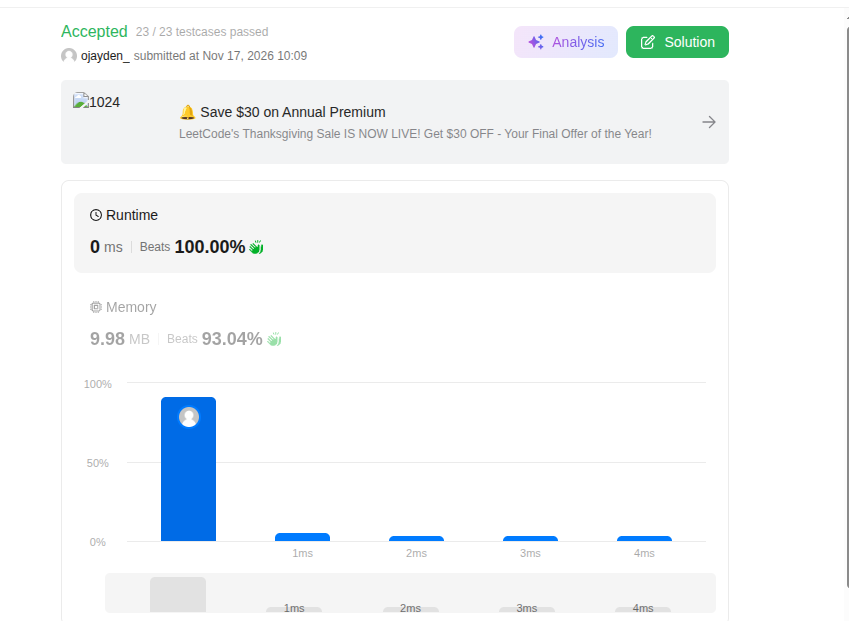 Accepted 23 / 23 testcases passed
ojayden_ submitted at Nov 17, 2026 10:09
Analysis
Solution
1024
Save $30 on Annual Premium
LeetCode's Thanksgiving Sale IS NOW LIVE! Get $30 OFF - Your Final Offer of the Year!
Runtime
0 ms Beats 100.00%
Memory
9.98 MB Beats 93.04%
100%
50%
0%
1ms 2ms 3ms 4ms
1ms 2ms 3ms 4ms